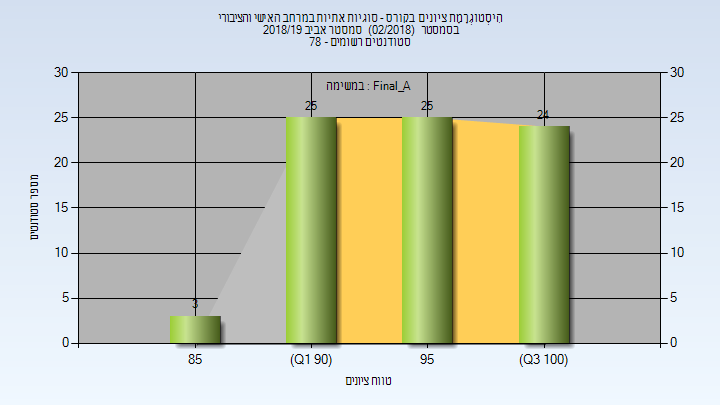 היסטוגרמת ציונים בקורס - סוגיות אתיות במרחב האישי והציבורי
בסמסטר (02/2018) סמסטר אביב 2018/19
סטודנטים רשומים - 78
במשימה : Final_A
30 30
25 25
20 20
15 15
10 10
5 5
0 0
3 25 25 24
85 (Q1 90) 95 (Q3 100)
מספר סטודנטים
טווח ציונים